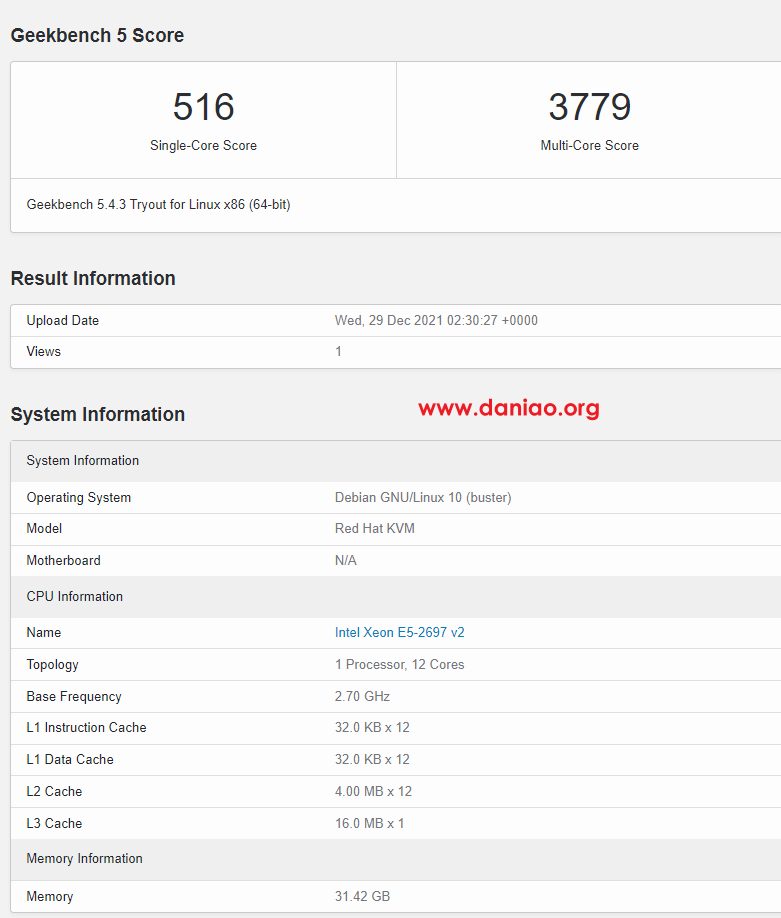 Geekbench 5 Score
516 3779
Single-Core Score Multi-Core Score
Geekbench 5.4.3 Tryout for Linux x86 (64-bit)
Result Information
Upload Date Wed, 29 Dec 2021 02:30:27 +0000
Views 1
System Information www.daniao.org
System Information
Operating System Debian GNU/Linux 10 (buster)
Model Red Hat KVM
Motherboard N/A
CPU Information
Name Intel Xeon E5-2697 v2
Topology 1 Processor, 12 Cores
Base Frequency 2.70 GHz
L1 Instruction Cache 32.0 KB x 12
L1 Data Cache 32.0 KB x 12
L2 Cache 4.00 MB x 12
L3 Cache 16.0 MB x 1
Memory Information
Memory 31.42 GB